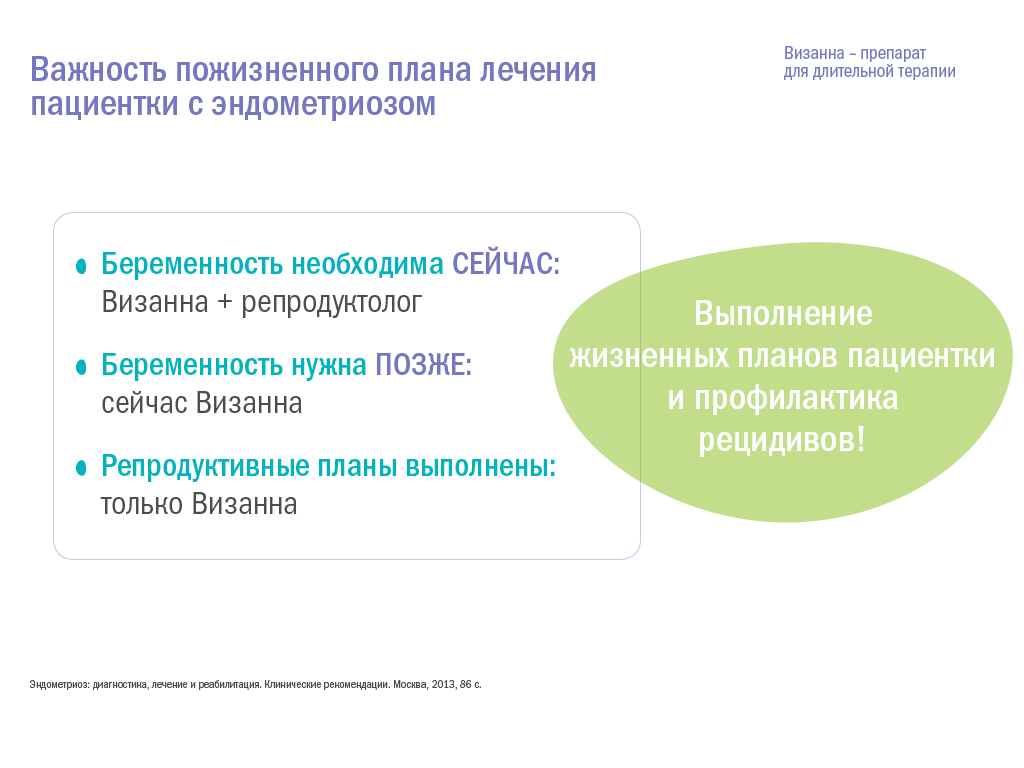 Важность пожизненного плана лечения
пациентки с эндометриозом
Визанна – препарат
для длительной терапии
Беременность необходима СЕЙЧАС:
Визанна + репродуктолог
Беременность нужна ПОЗЖЕ:
сейчас Визанна
Репродуктивные планы выполнены:
только Визанна
Выполнение
жизненных планов пациентки
и профилактика
рецидивов!
Эндометриоз: диагностика, лечение и реабилитация. Клинические рекомендации. Москва, 2013, 86 с.